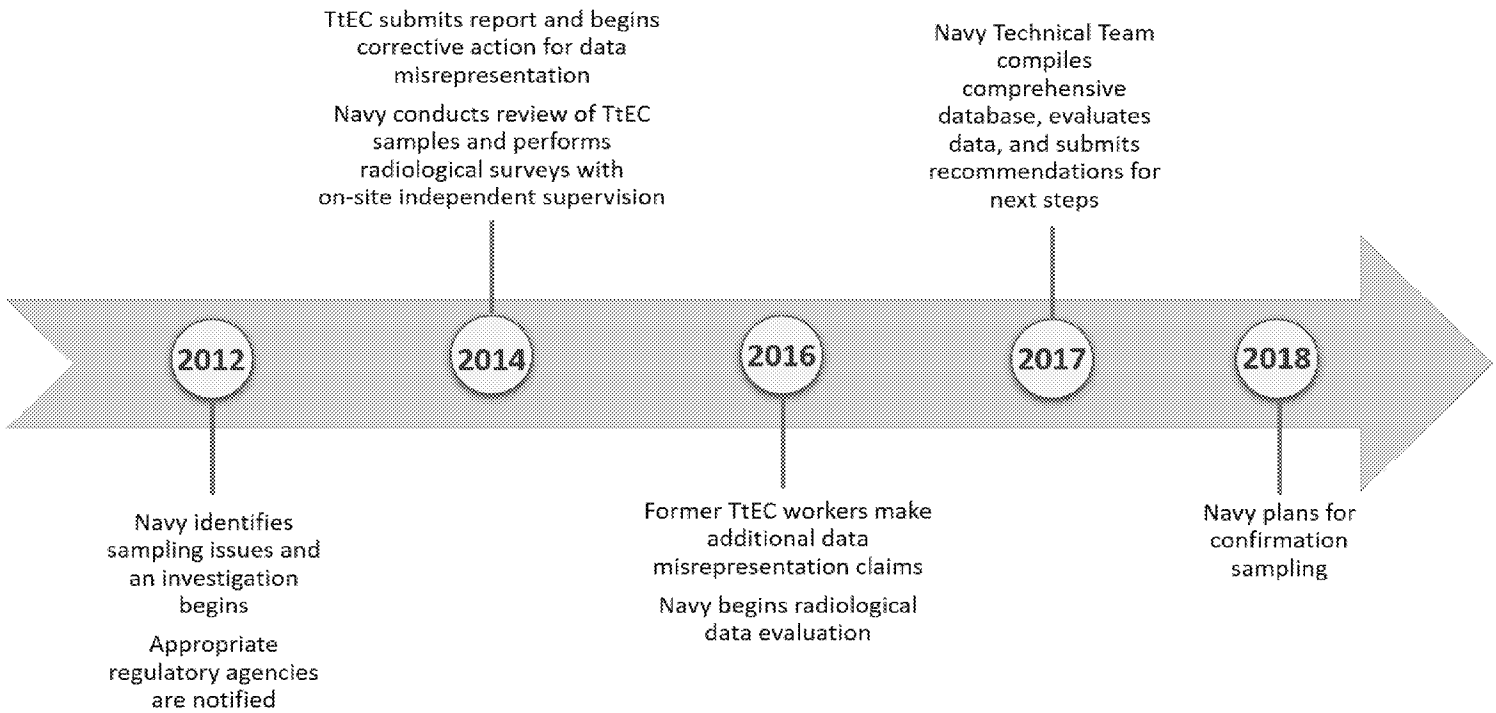 TtEC submits report and begins
corrective action for data
misrepresentation
Navy conducts review of TtEC
samples and performs
radiological surveys with
on-site independent supervision
Navy Technical Team
compiles
comprehensive
database, evaluates
data, and submits
recommendations for
next steps
2012
2014
2016
2017
2018
Navy identifies
sampling issues and
an investigation
begins
Appropriate
regulatory agencies
are notified
Former TtEC workers make
additional data
misrepresentation claims
Navy begins radiological
data evaluation
Navy plans for
confirmation
sampling